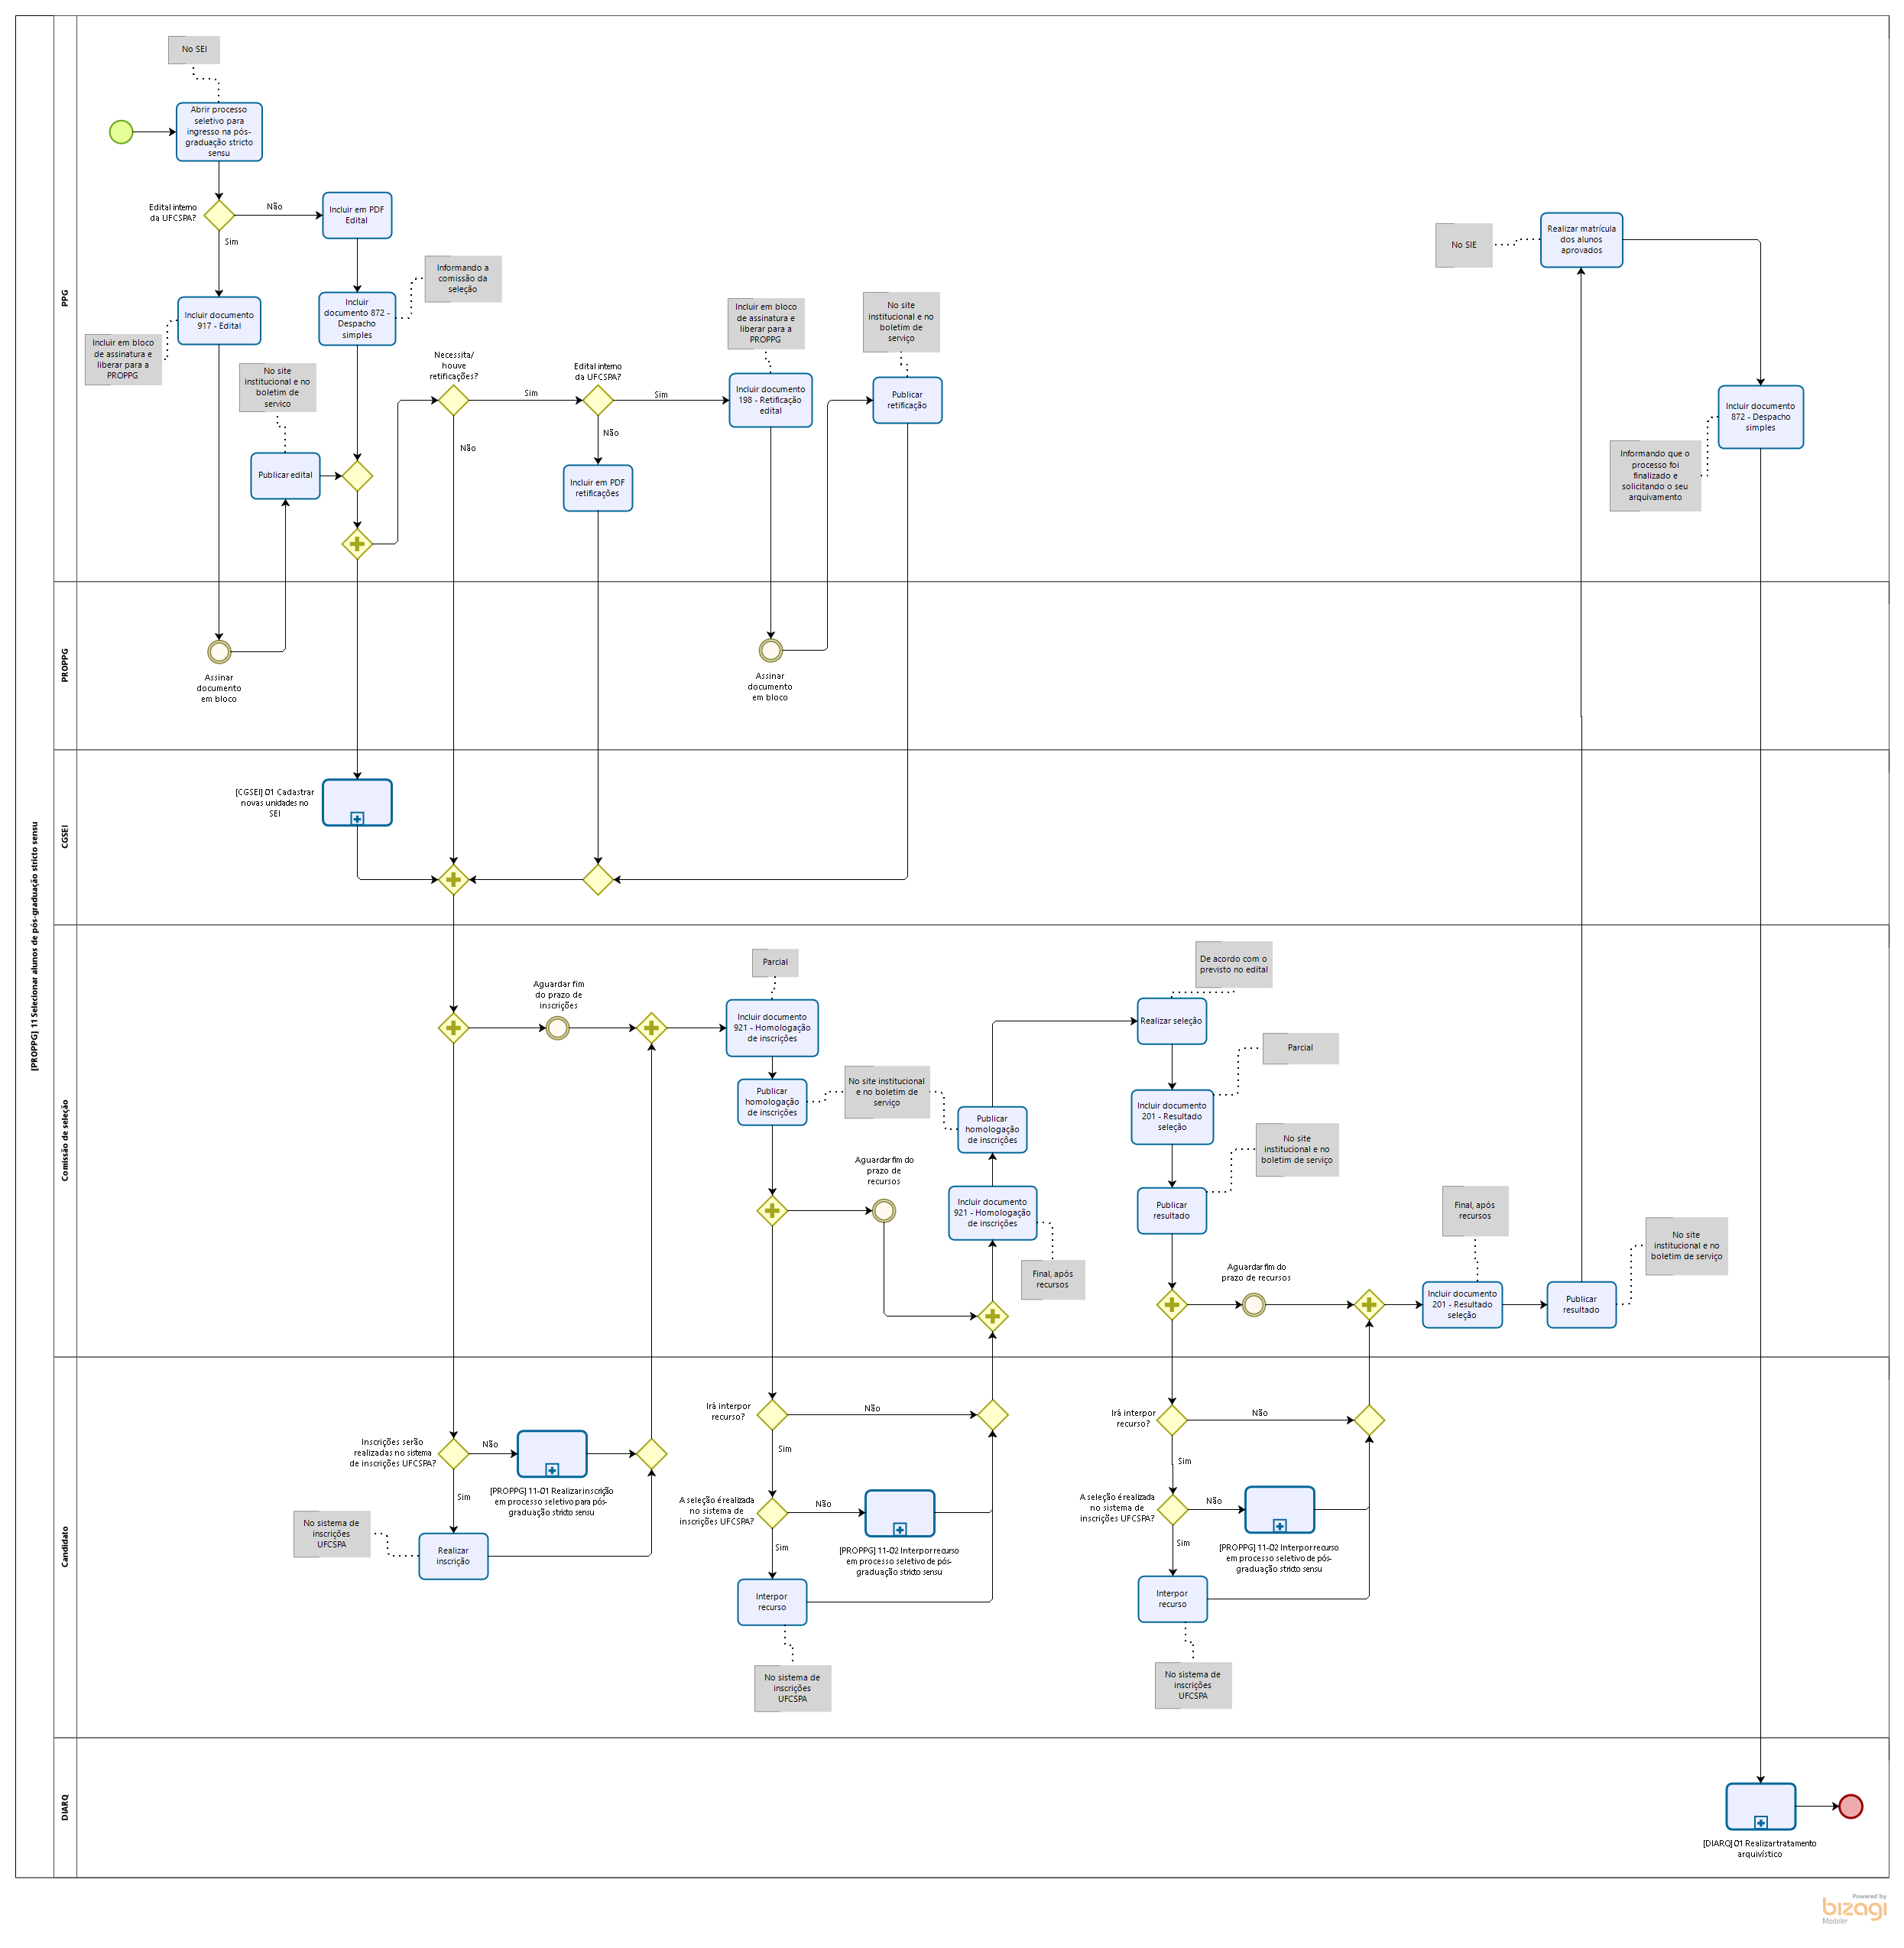 [PROPPG] 11 Selecionar alunos de pós-graduação stricto sensu
PPG
No SEI
Abrir processo
seletivo para
ingresso na pós-
graduação stricto
sensu
Edital interno
da UFCSPA?
Não
Sim
Incluir em PDF
Edital
Informando a
comissão da
seleção
Incluir
documento 872 -
Despacho
simples
Incluir documento
917 - Edital
Incluir em bloco
de assinatura e
liberar para a
PROPPG
No site
institucional e no
boletim de
servico
Publicar edital
Necessita/
houve
retificações?
Sim
Não
Edital interno
da UFCSPA?
Sim
Não
Incluir em PDF
retificações
Incluir em bloco
de assinatura e
liberar para a
PROPPG
Incluir documento
198 - Retificação
edital
No site
institucional e no
boletim de
serviço
Publicar
retificação
No SIE
Realizar matrícula
dos alunos
aprovados
Incluir documento
872 - Despacho
simples
Informando que o
processo foi
finalizado e
solicitando o seu
arquivamento
PROPPG
Assinar
documento
em bloco
Assinar
documento
em bloco
CGSEI
[CGSEI] 01 Cadastrar
novas unidades no
SEI
Comissão de seleção
Aguardar fim
do prazo de
inscrições
Parcial
Incluir documento
921 - Homologação
de inscrições
Publicar
homologação
de inscrições
No site institucional
e no boletim de
serviço
Publicar
homologação
de inscrições
Aguardar fim do
prazo de
recursos
Incluir documento
921 - Homologação
de inscrições
Final, após
recursos
De acordo com o
previsto no edital
Realizar seleção
Parcial
Incluir documento
201 - Resultado
seleção
No site
institucional e no
boletim de serviço
Publicar
resultado
Aguardar fim do
prazo de recursos
Final, após
recursos
Incluir documento
201 - Resultado
seleção
Publicar
resultado
No site
institucional e no
boletim de serviço
Candidato
Inscrições serão
realizadas no sistema
de inscrições UFCSPA?
Não
Sim
[PROPPG] 11-01 Realizar inscrição
em processo seletivo para pós-
graduação stricto sensu
No sistema de
inscrições
UFCSPA
Realizar
inscrição
Irá interpor
recurso?
Não
Sim
A seleção é realizada
no sistema de
inscrições UFCSPA?
Não
Sim
[PROPPG] 11-02 Interpor recurso
em processo seletivo de pós-
graduação stricto sensu
Interpor
recurso
No sistema de
inscrições
UFCSPA
Irá interpor
recurso?
Não
Sim
A seleção é realizada
no sistema de
inscrições UFCSPA?
Não
Sim
[PROPPG] 11-02 Interpor recurso
em processo seletivo de pós-
graduação stricto sensu
Interpor
recurso
No sistema de
inscrições
UFCSPA
DIARQ
[DIARQ] 01 Realizar tratamento
arquivístico
Powered by
bizagi
Modeler